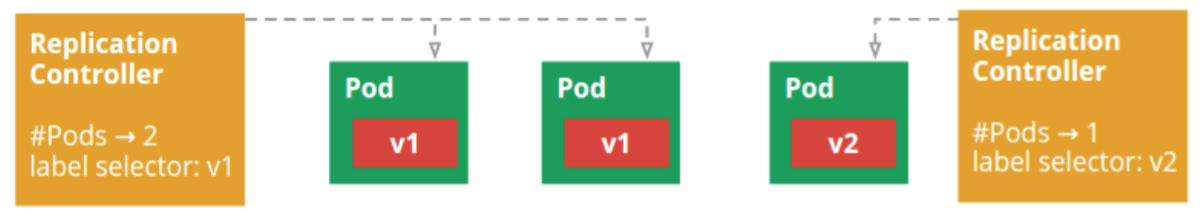 Replication
Controller
#Pods → 2
label selector: v1
Pod
v1
Pod
v1
Pod
v2
Replication
Controller
#Pods → 1
label selector: v2